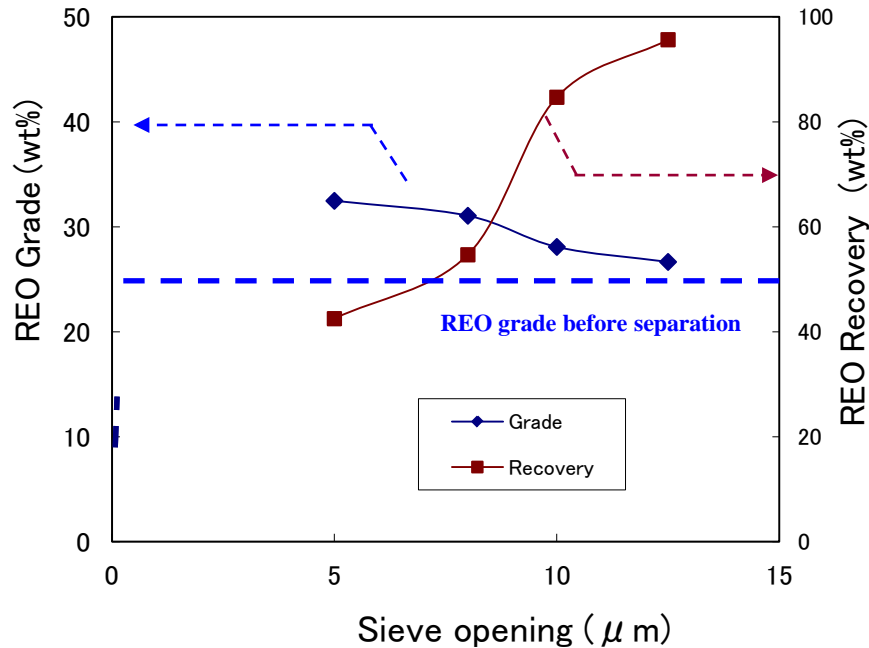 REO Grade (wt%)
50
40
30
20
10
0
100
80
60
40
20
0
REO Recovery (wt%)
REO grade before separation
Grade
Recovery
0 5 10 15
Sieve opening (μm)